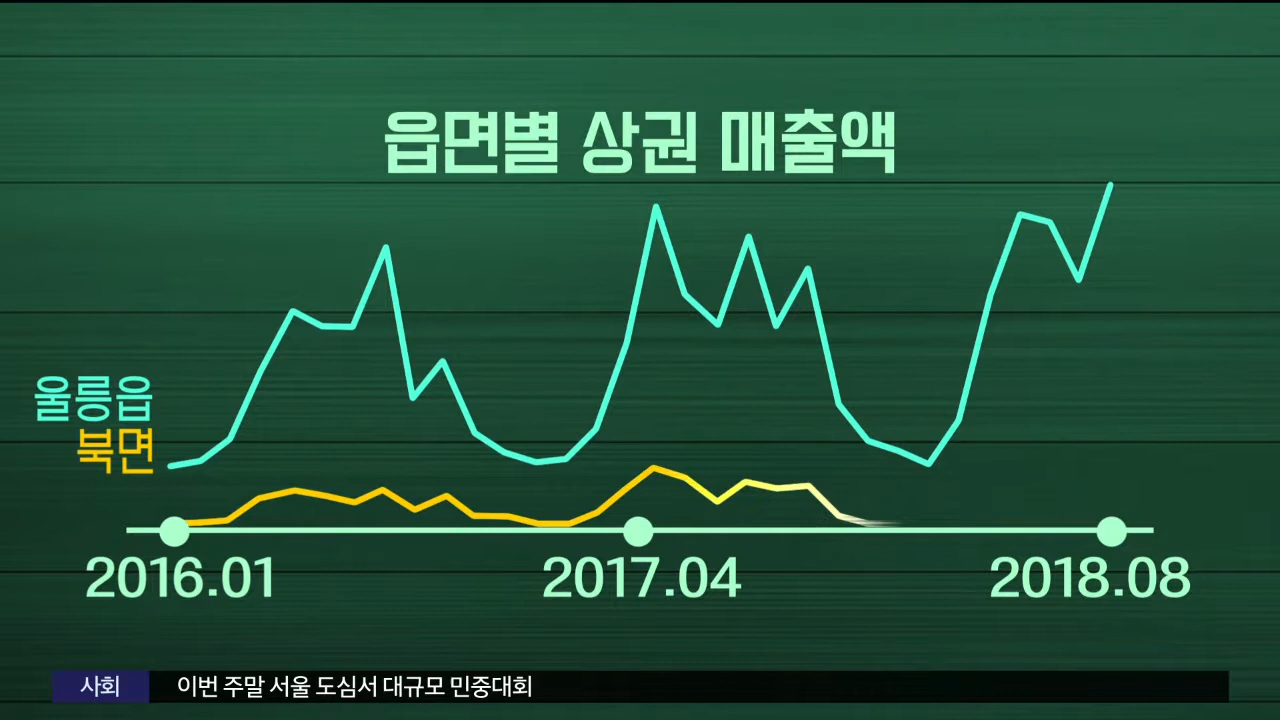 읍면별 상권 매출액
울릉읍
북면
2016.01
2017.04
2018.08
사회
이번 주말 서울 도심서 대규모 민중대회